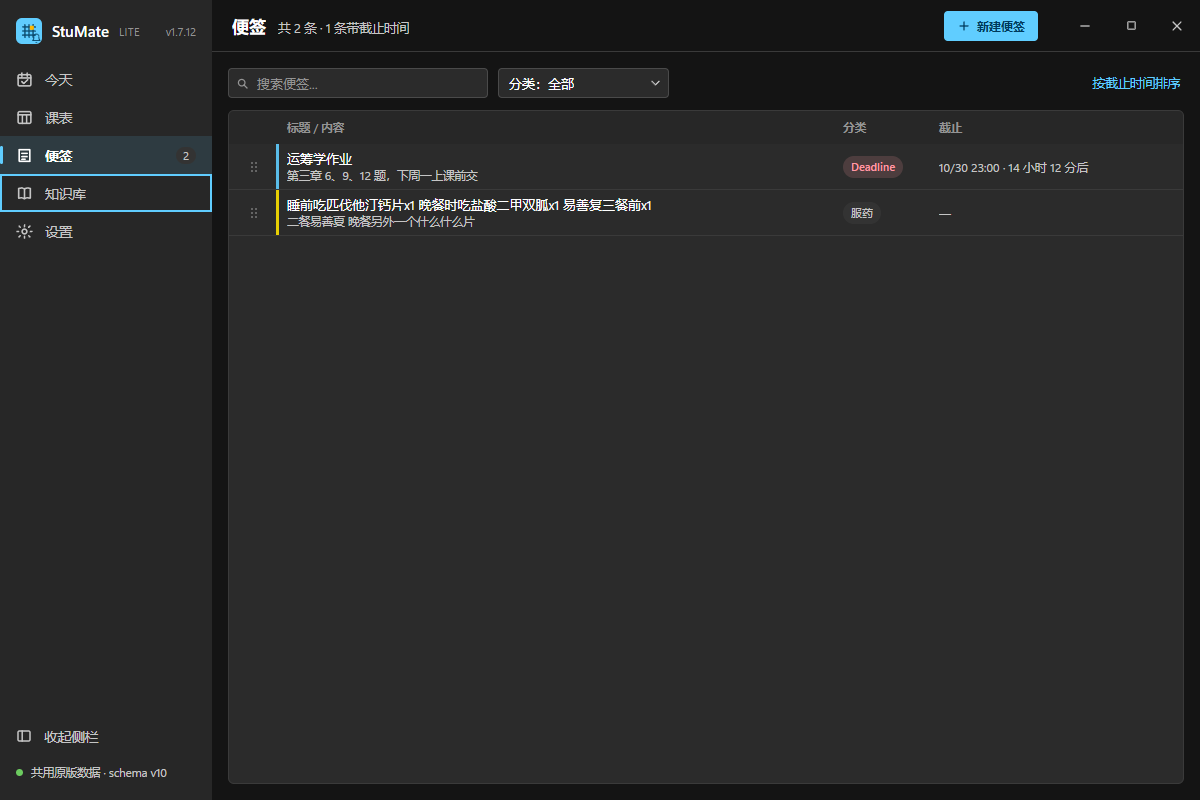 StuMate LITE v1.7.12
今天
课表
便签 2
知识库
设置
收起侧栏
共用原版数据 · schema v10
便签 共 2 条 · 1 条带截止时间
+ 新建便签
搜索便签...
分类：全部
按截止时间排序
标题 / 内容 分类 截止
运筹学作业
第三章 6、9、12 题，下周一上课前交
Deadline
10/30 23:00 · 14 小时 12 分后
睡前吃匹伐他汀钙片x1 晚餐时吃盐酸二甲双胍x1 易善复三餐前x1
二餐易善夏 晚餐另外一个什么什么片
服药
—